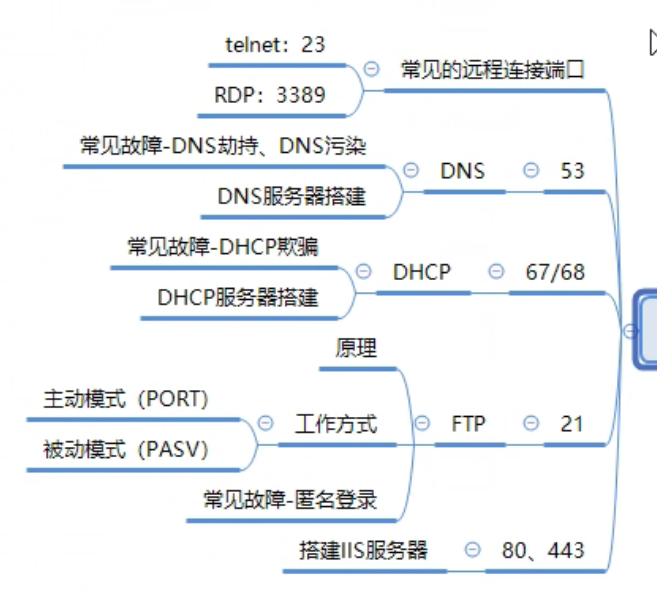 telnet：23
常见的远程连接端口
RDP：3389
常见故障-DNS劫持、DNS污染
DNS
53
DNS服务器搭建
常见故障-DHCP欺骗
DHCP
67/68
DHCP服务器搭建
原理
主动模式（PORT）
工作方式
FTP
21
被动模式（PASV）
常见故障-匿名登录
搭建IIS服务器
80、443